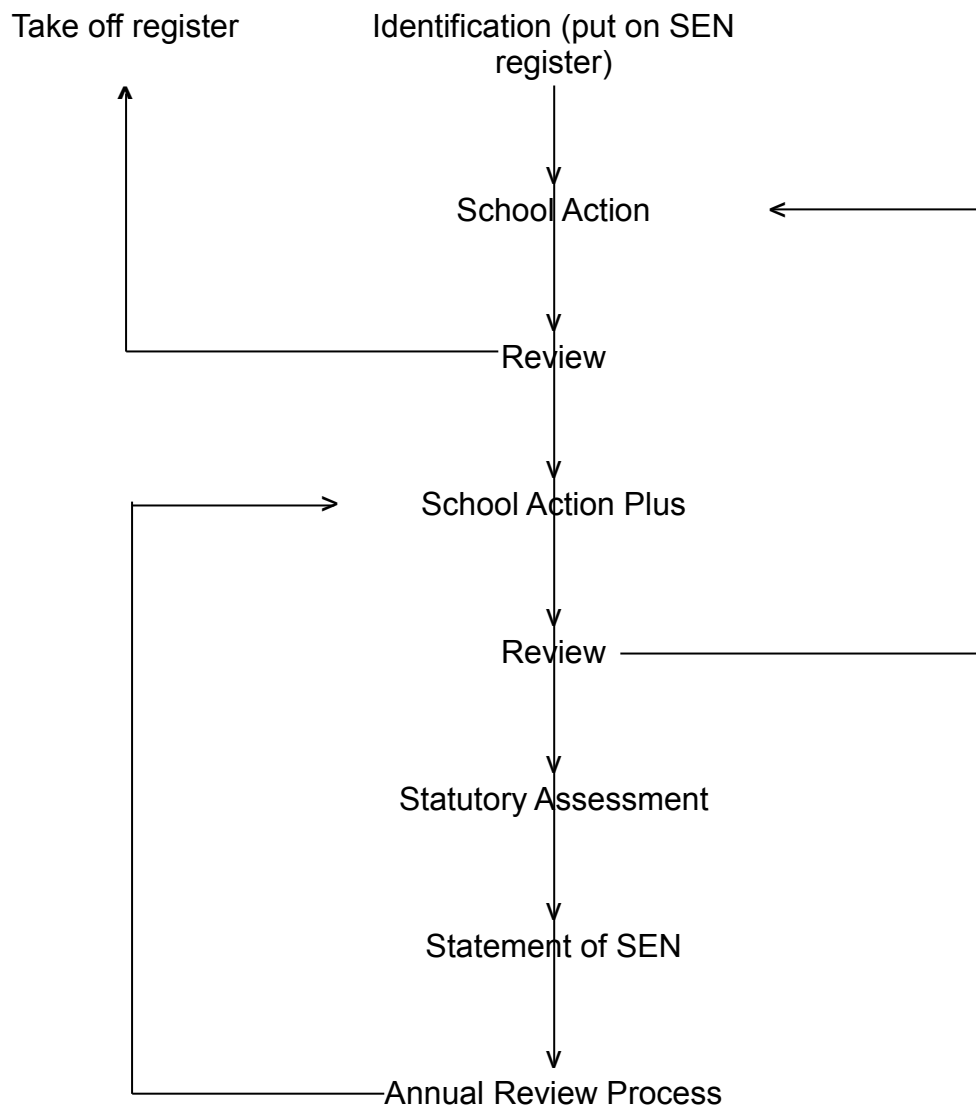 Take off register
Identification (put on SEN
register)
School Action
Review
School Action Plus
Review
Statutory Assessment
Statement of SEN
Annual Review Process